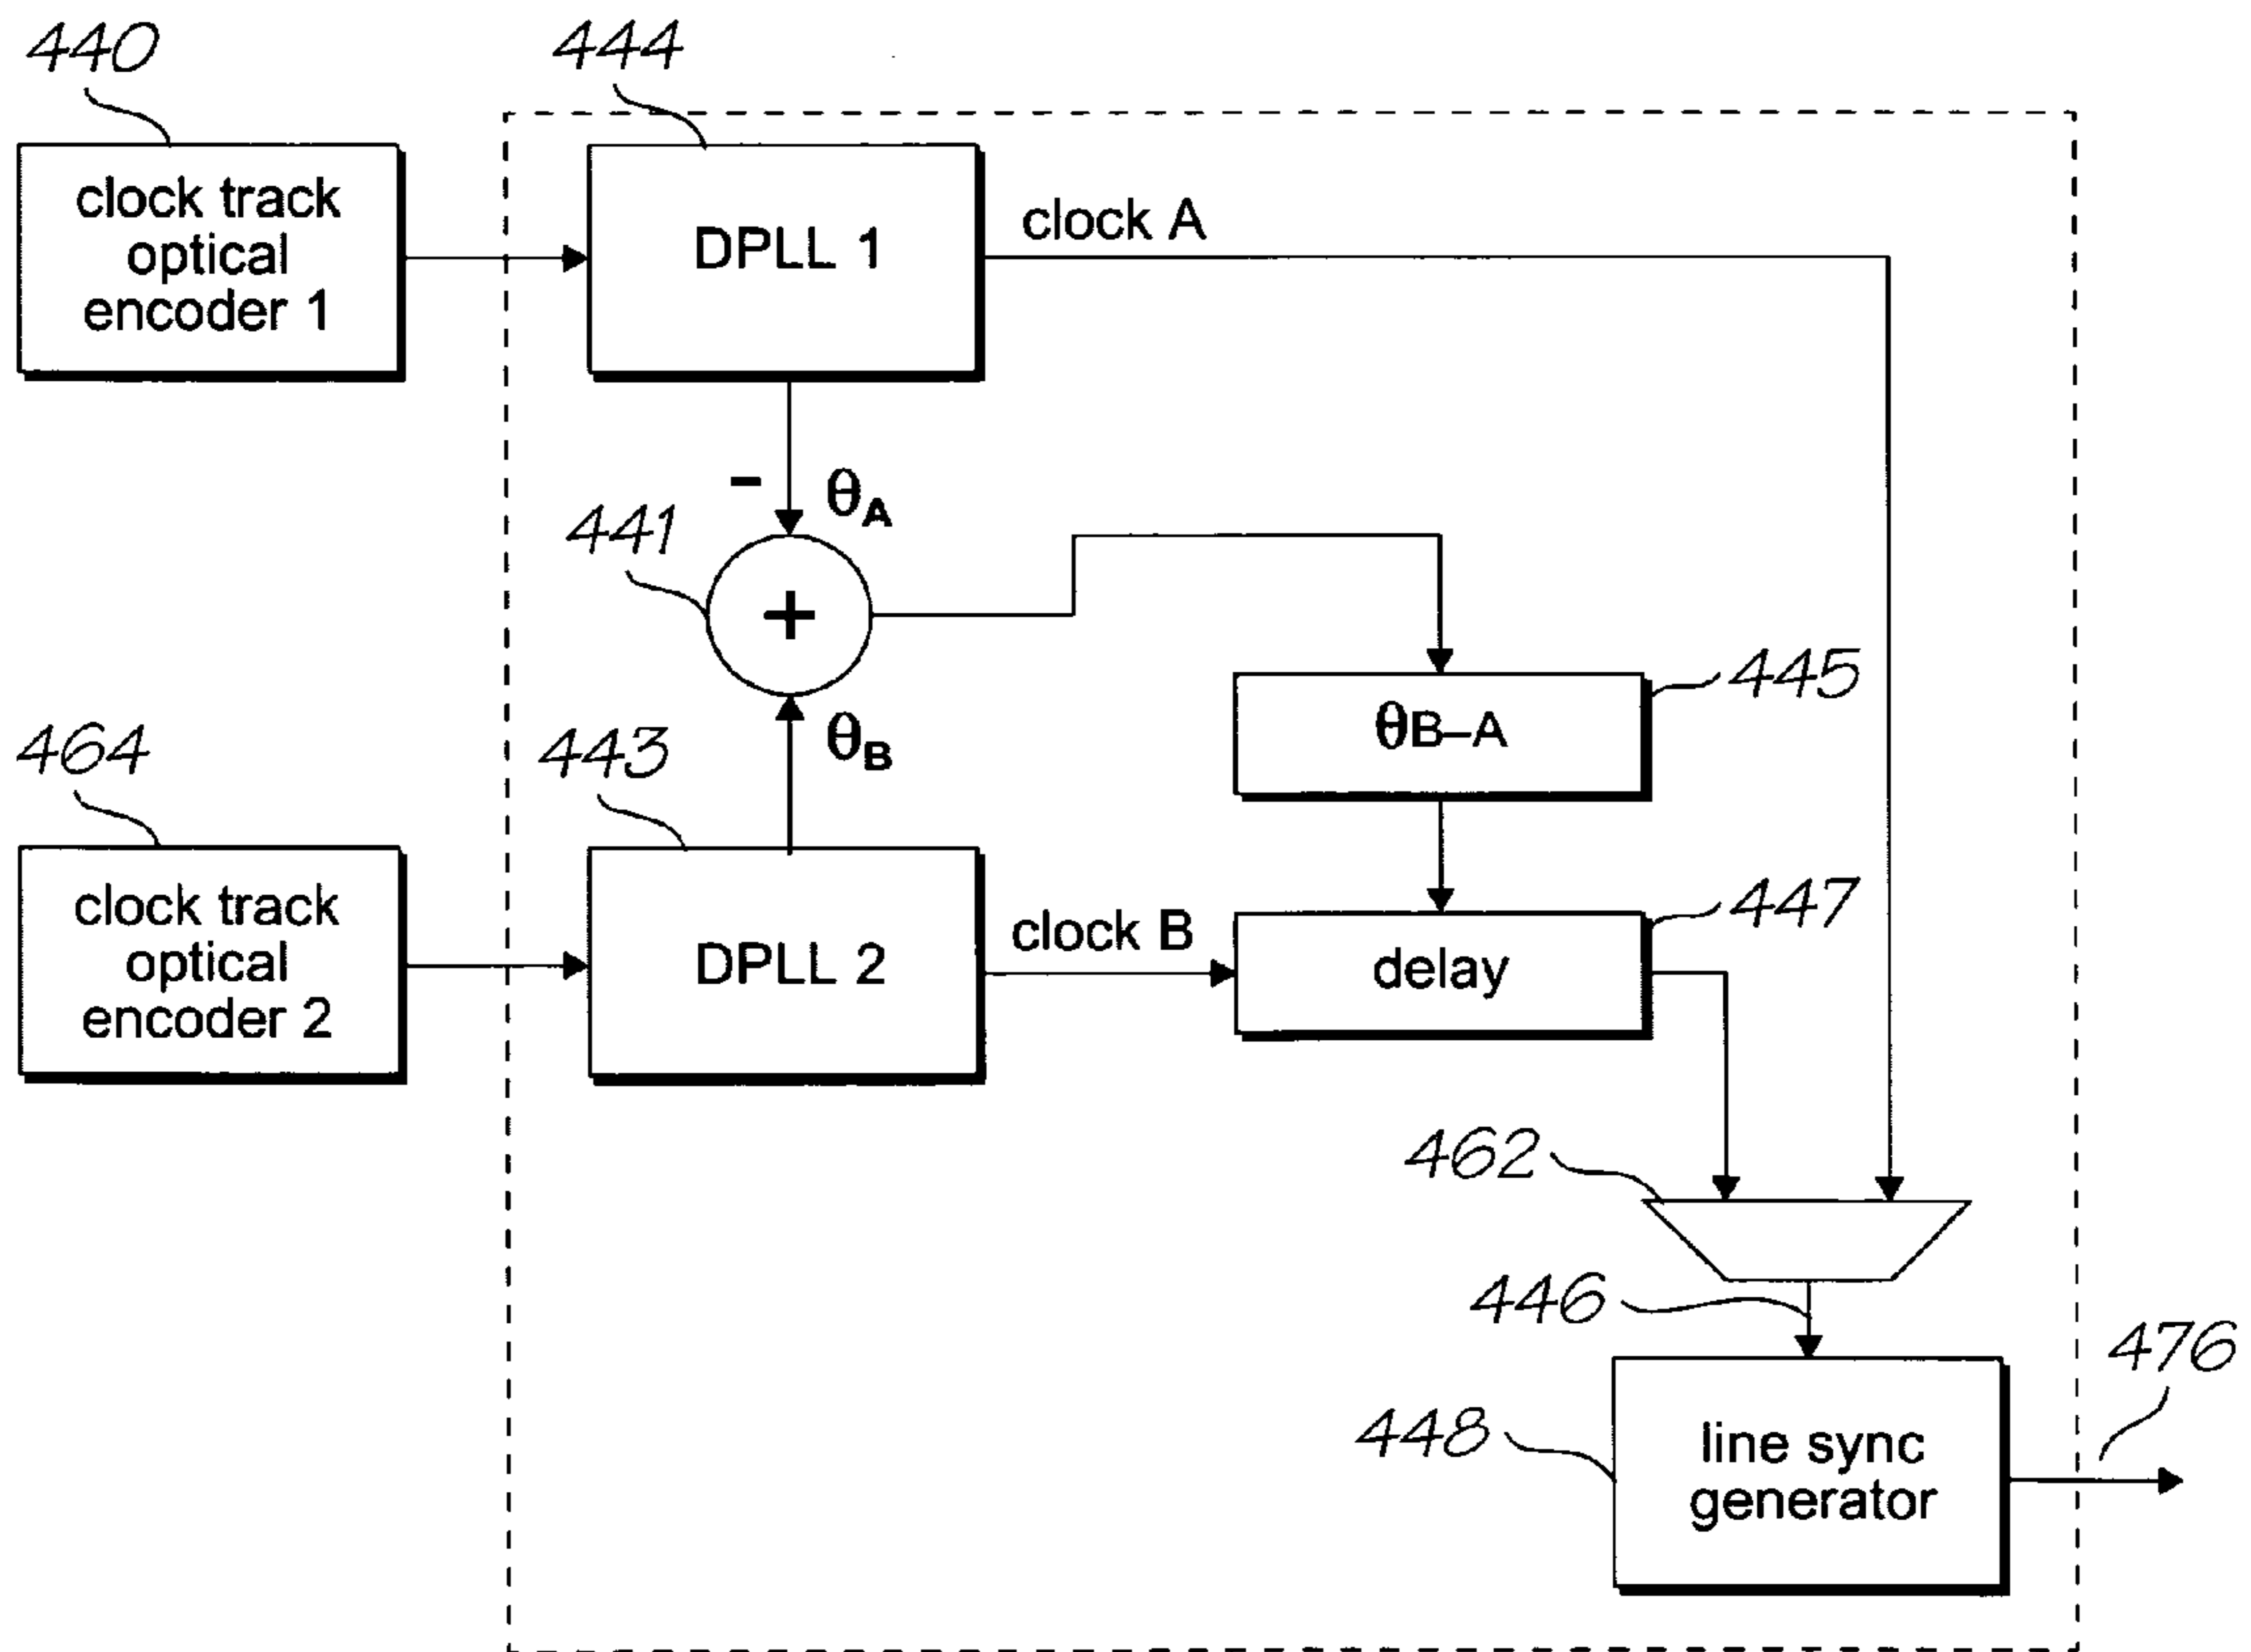 440
444
clock track
optical
encoder 1
DPLL 1
clock A
- θA
441
+
445
θB–A
464
443
θB
clock track
optical
encoder 2
DPLL 2
clock B
447
delay
462
446
476
448
line sync
generator